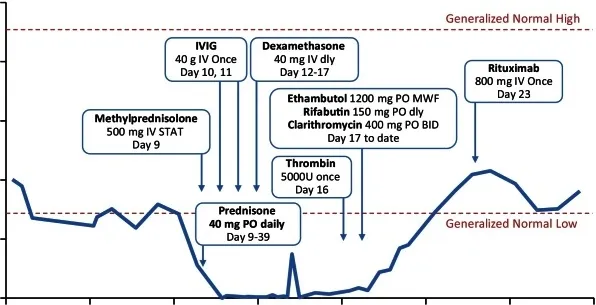 Generalized Normal High
IVIG
40 g IV Once
Day 10, 11
Dexamethasone
40 mg IV dly
Day 12-17
Rituximab
800 mg IV Once
Day 23
Ethambutol 1200 mg PO MWF
Rifabutin 150 mg PO dly
Clarithromycin 400 mg PO BID
Day 17 to date
Methylprednisolone
500 mg IV STAT
Day 9
Thrombin
5000U once
Day 16
Prednisone
40 mg PO daily
Day 9-39
Generalized Normal Low